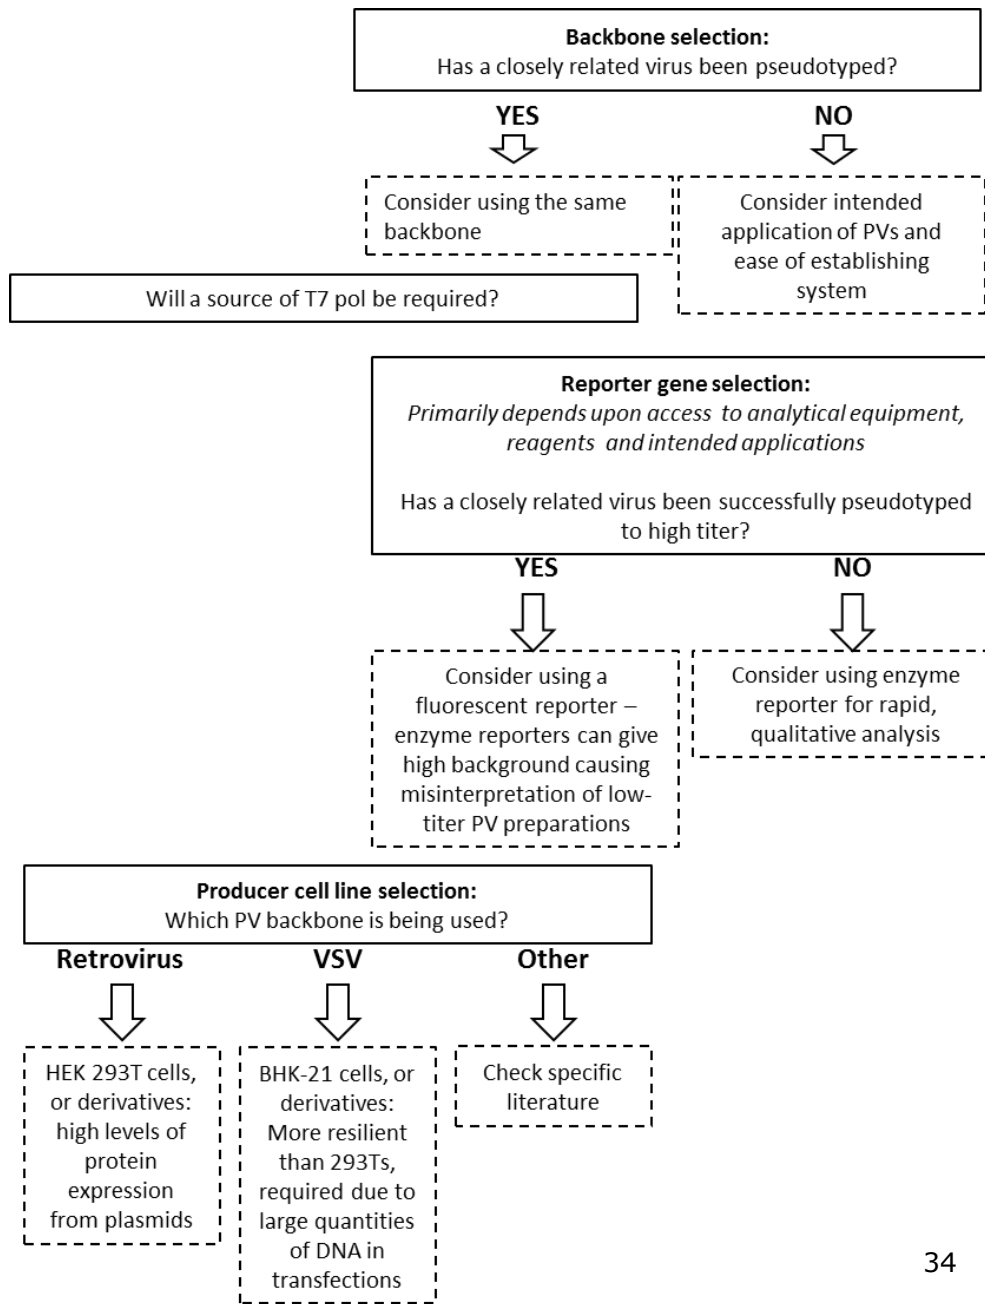 Backbone selection:
Has a closely related virus been pseudotyped?
YES
NO
Consider using the same
backbone
Consider intended
application of PVs and
ease of establishing
system
Will a source of T7 pol be required?
Reporter gene selection:
Primarily depends upon access to analytical equipment,
reagents and intended applications
Has a closely related virus been successfully pseudotyped
to high titer?
YES
NO
Consider using a
fluorescent reporter –
enzyme reporters can give
high background causing
misinterpretation of low-
titer PV preparations
Consider using enzyme
reporter for rapid,
qualitative analysis
Producer cell line selection:
Which PV backbone is being used?
Retrovirus
VSV
Other
HEK 293T cells,
or derivatives:
high levels of
protein
expression
from plasmids
BHK-21 cells, or
derivatives:
More resilient
than 293Ts,
required due to
large quantities
of DNA in
transfections
Check specific
literature
34